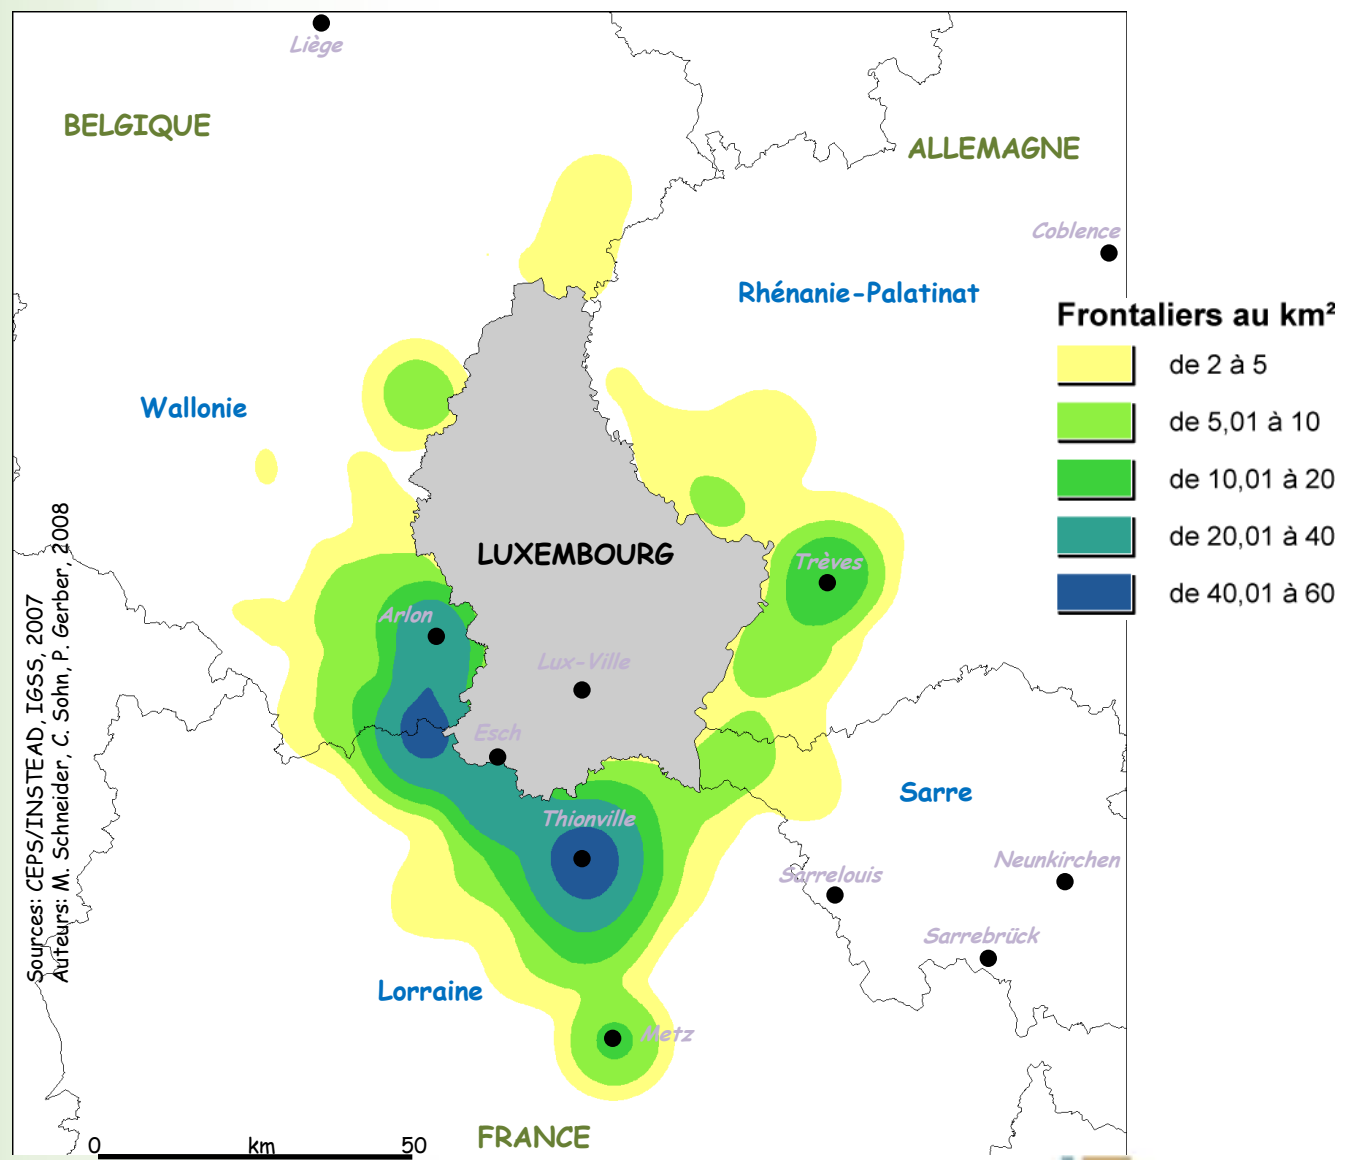 Liège
BELGIQUE
ALLEMAGNE
Coblence
Rhénanie-Palatinat
Frontaliers au km²
de 2 à 5
de 5,01 à 10
de 10,01 à 20
de 20,01 à 40
de 40,01 à 60
Wallonie
LUXEMBOURG
Trèves
Arlon
Lux-Ville
Esch
Sarre
Thionville
Neunkirchen
Sarrelouis
Sarrebrück
Lorraine
Metz
FRANCE
0 km 50
Sources: CEPS/INSTEAD, IGSS, 2007
Auteurs: M. Schneider, C. Sohn, P. Gerber, 2008